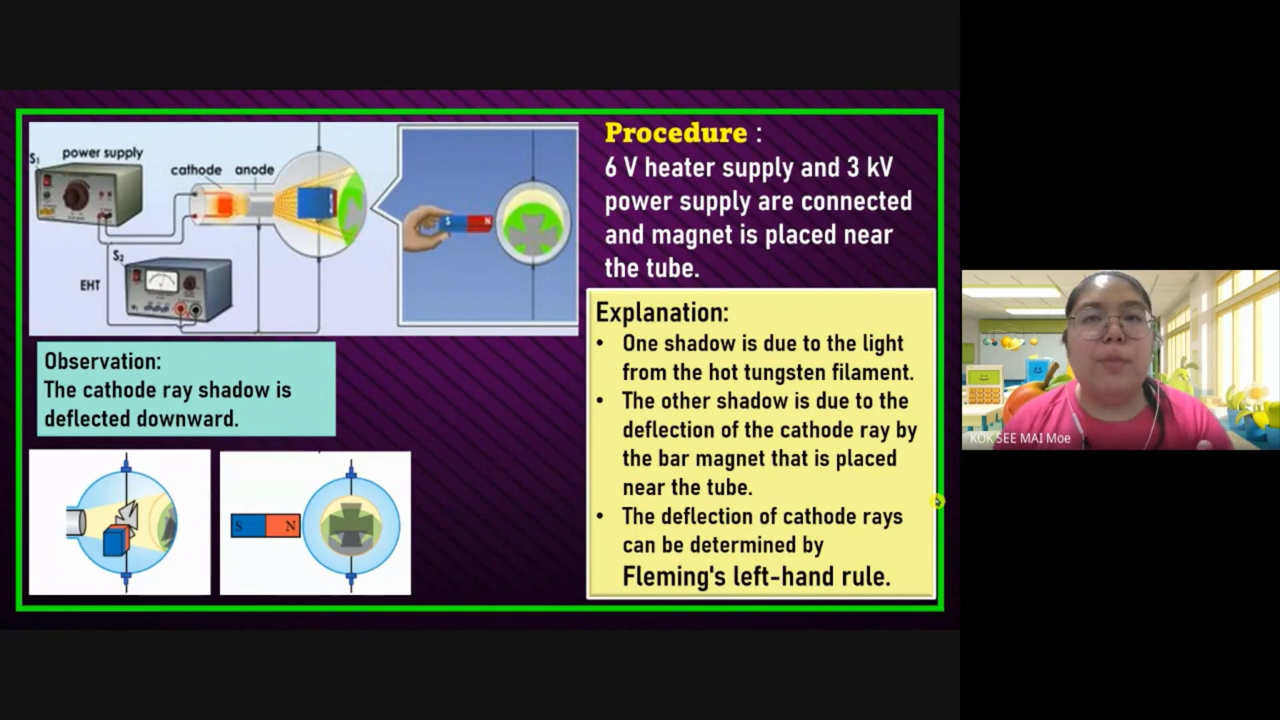 S₁
power supply
cathode anode
S₂
EHT
S N
Procedure :
6 V heater supply and 3 kV
power supply are connected
and magnet is placed near
the tube.
Observation:
The cathode ray shadow is
deflected downward.
S N
Explanation:
• One shadow is due to the light
from the hot tungsten filament.
• The other shadow is due to the
deflection of the cathode ray by
the bar magnet that is placed
near the tube.
• The deflection of cathode rays
can be determined by
Fleming's left-hand rule.
KOK SEE MAI Moe